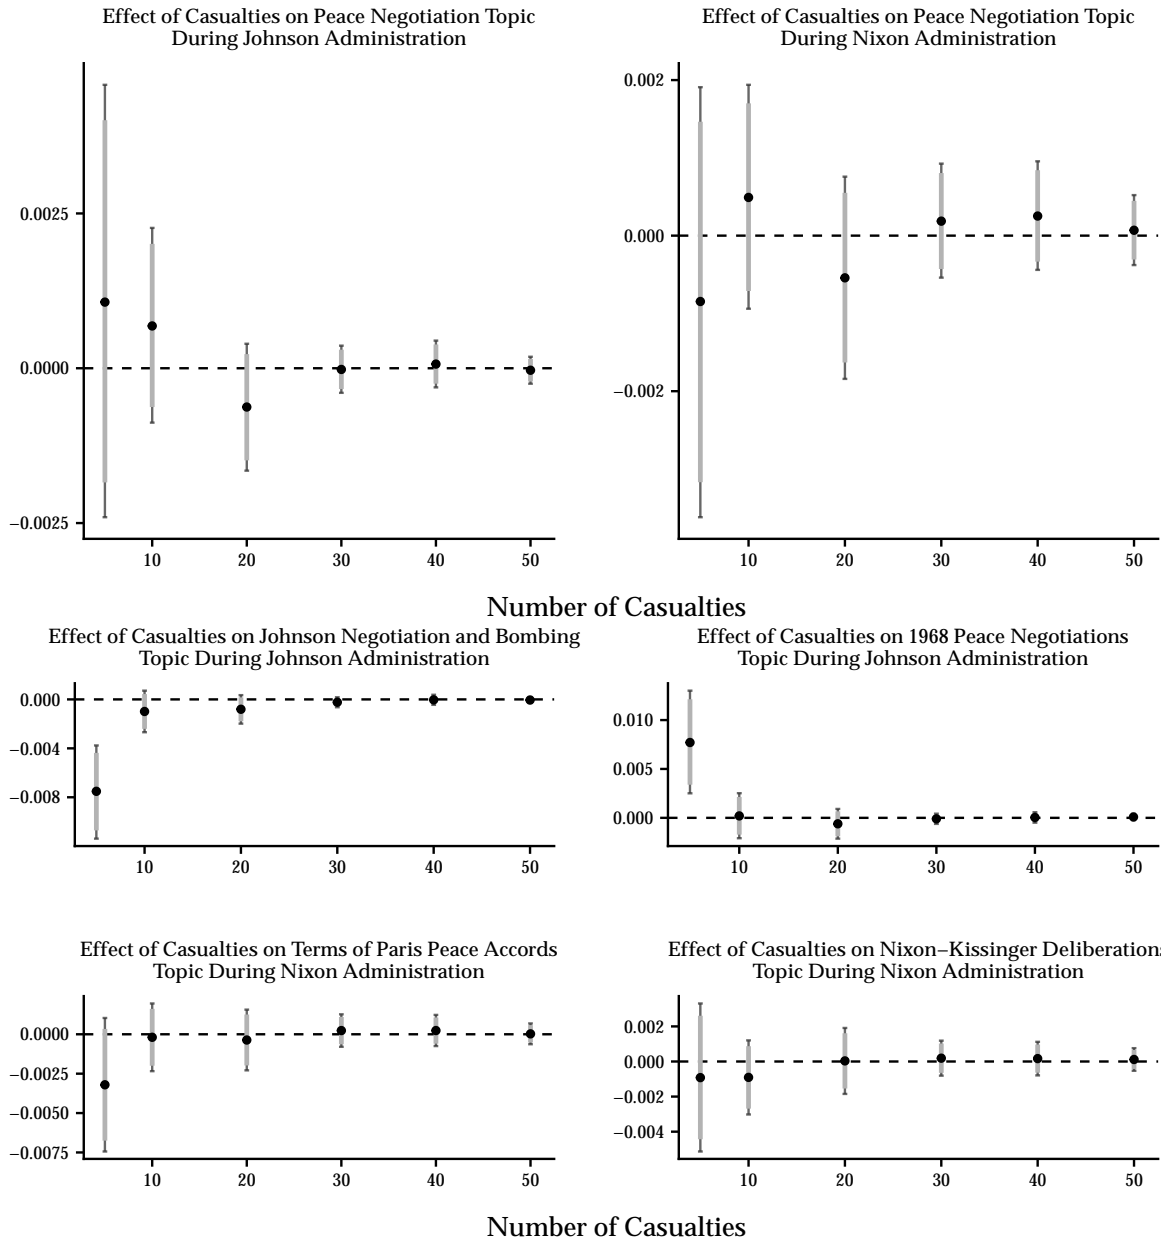 Effect of Casualties on Peace Negotiation Topic
During Johnson Administration
0.0025
0.0000
−0.0025
10 20 30 40 50
Effect of Casualties on Peace Negotiation Topic
During Nixon Administration
0.002
0.000
−0.002
10 20 30 40 50
Number of Casualties
Effect of Casualties on Johnson Negotiation and Bombing
Topic During Johnson Administration
0.000
−0.004
−0.008
10 20 30 40 50
Effect of Casualties on 1968 Peace Negotiations
Topic During Johnson Administration
0.010
0.005
0.000
10 20 30 40 50
Effect of Casualties on Terms of Paris Peace Accords
Topic During Nixon Administration
0.0000
−0.0025
−0.0050
−0.0075
10 20 30 40 50
Effect of Casualties on Nixon−Kissinger Deliberations
Topic During Nixon Administration
0.002
0.000
−0.002
−0.004
10 20 30 40 50
Number of Casualties